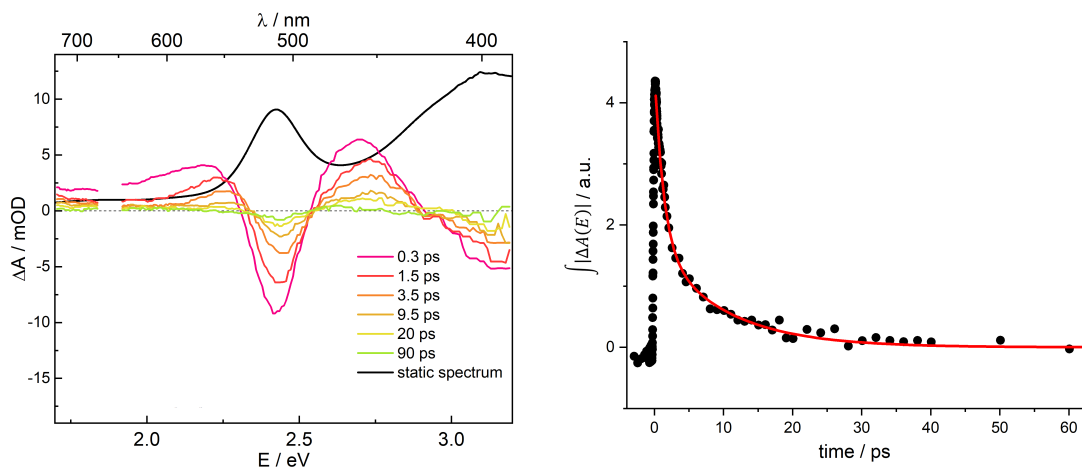 λ / nm
700 600 500 400
10
5
0
-5
-10
-15
ΔA / mOD
0.3 ps
1.5 ps
3.5 ps
9.5 ps
20 ps
90 ps
static spectrum
2.0 2.5 3.0
E / eV
4
2
0
∫|ΔA(E)| / a.u.
0 10 20 30 40 50 60
time / ps